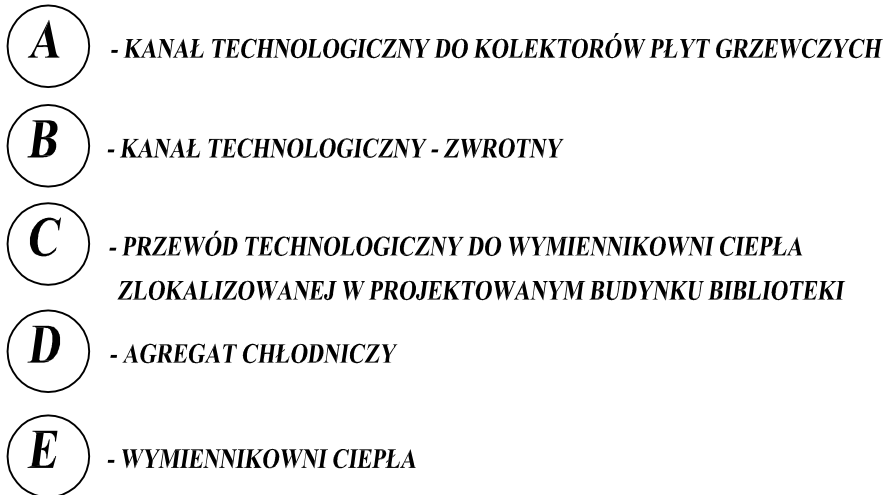 A - KANAŁ TECHNOLOGICZNY DO KOLEKTORÓW PŁYT GRZEWCZYCH
B - KANAŁ TECHNOLOGICZNY - ZWROTNY
C - PRZEWÓD TECHNOLOGICZNY DO WYMIENNIKOWNI CIEPŁA
ZLOKALIZOWANEJ W PROJEKTOWANYM BUDYNKU BIBLIOTEKI
D - AGREGAT CHŁODNICZY
E - WYMIENNIKOWNI CIEPŁA